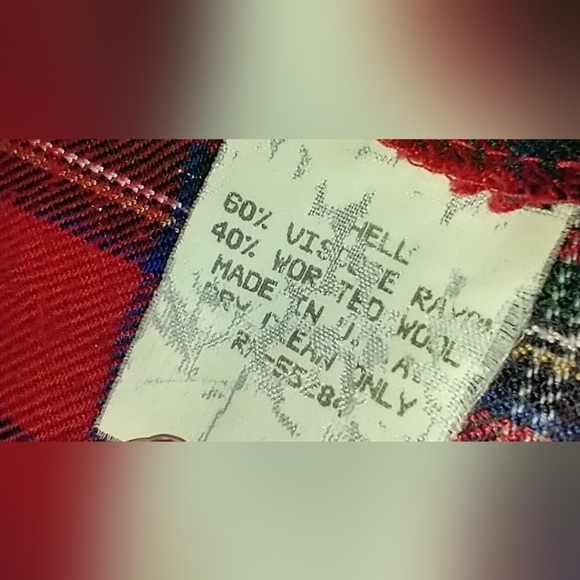 SHELL
60% VISCOSE RAYON
40% WORSTED WOOL
MADE IN U.S.A.
DRY CLEAN ONLY